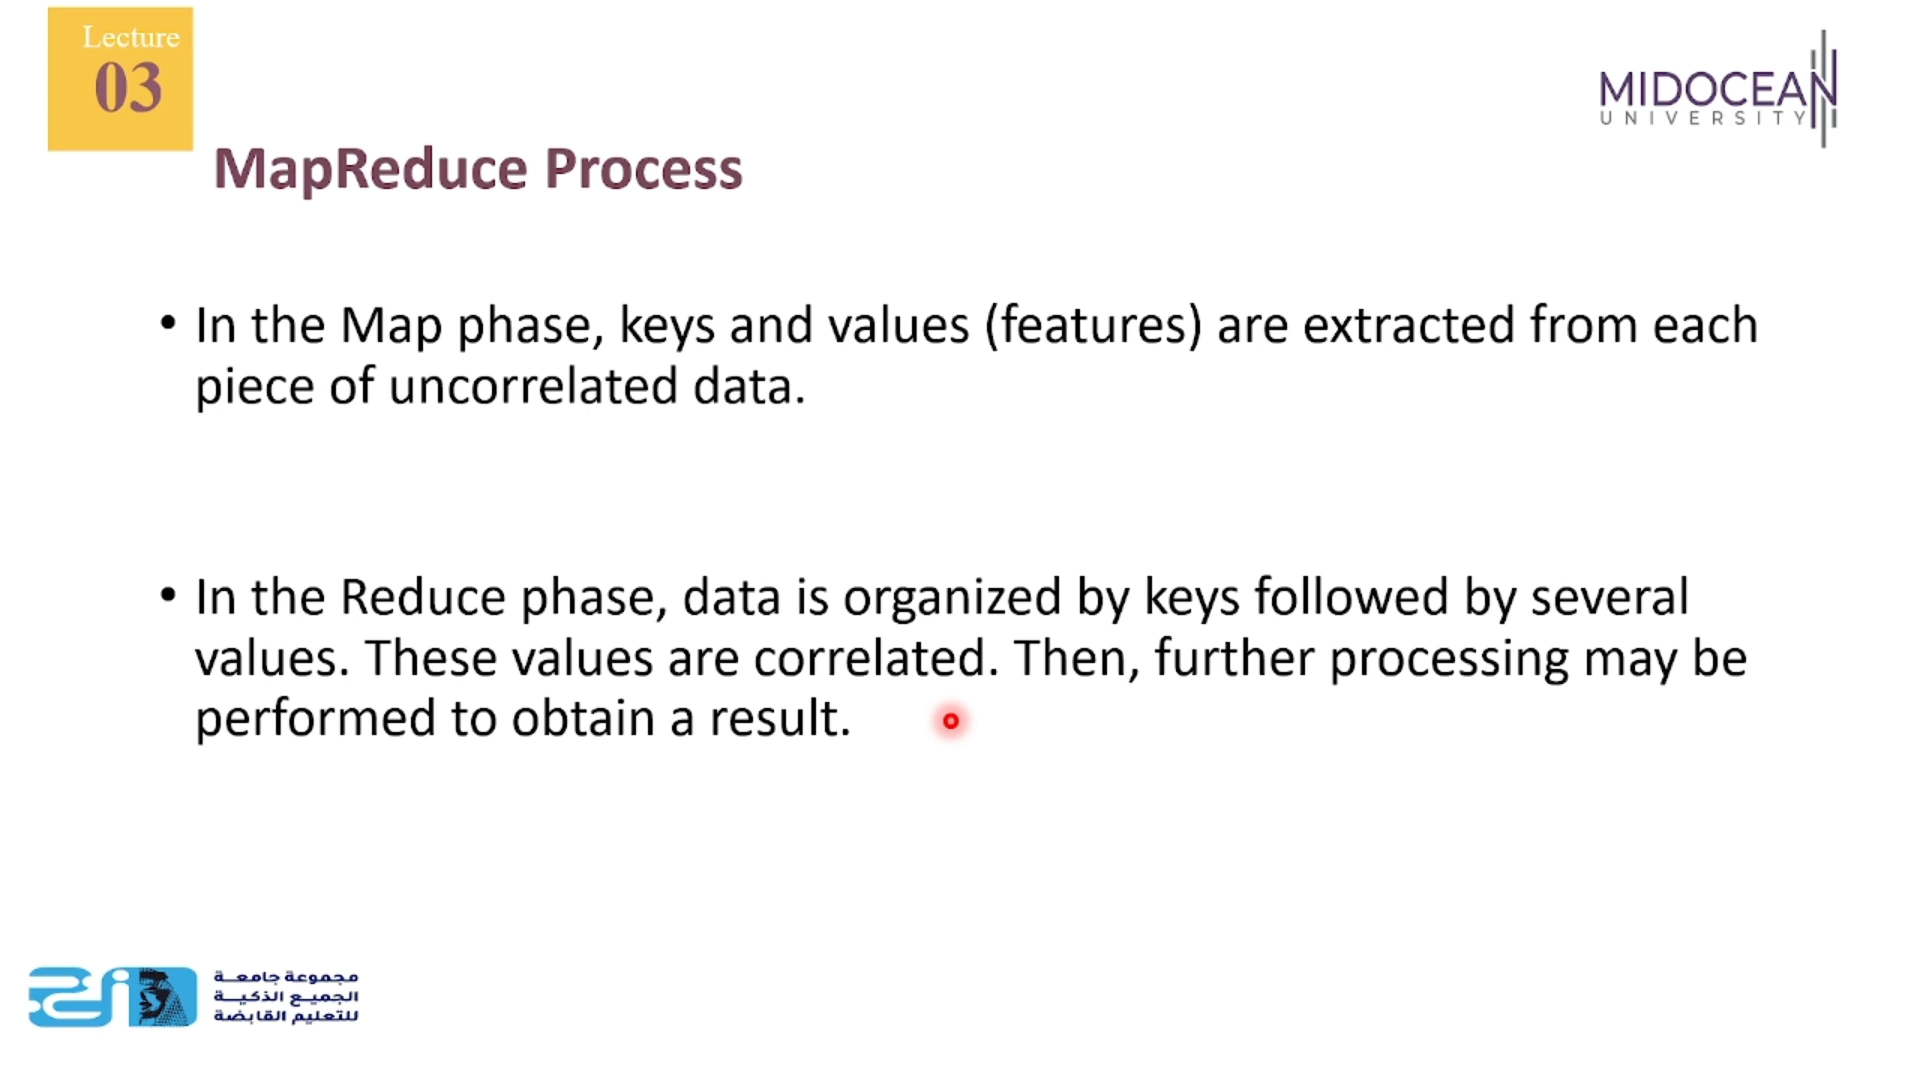 Lecture
03
MIDOCEAN
UNIVERSITY
MapReduce Process
• In the Map phase, keys and values (features) are extracted from each
piece of uncorrelated data.
• In the Reduce phase, data is organized by keys followed by several
values. These values are correlated. Then, further processing may be
performed to obtain a result.
مجموعة جامعة
الجميع الذكية
للتعليم القابضة